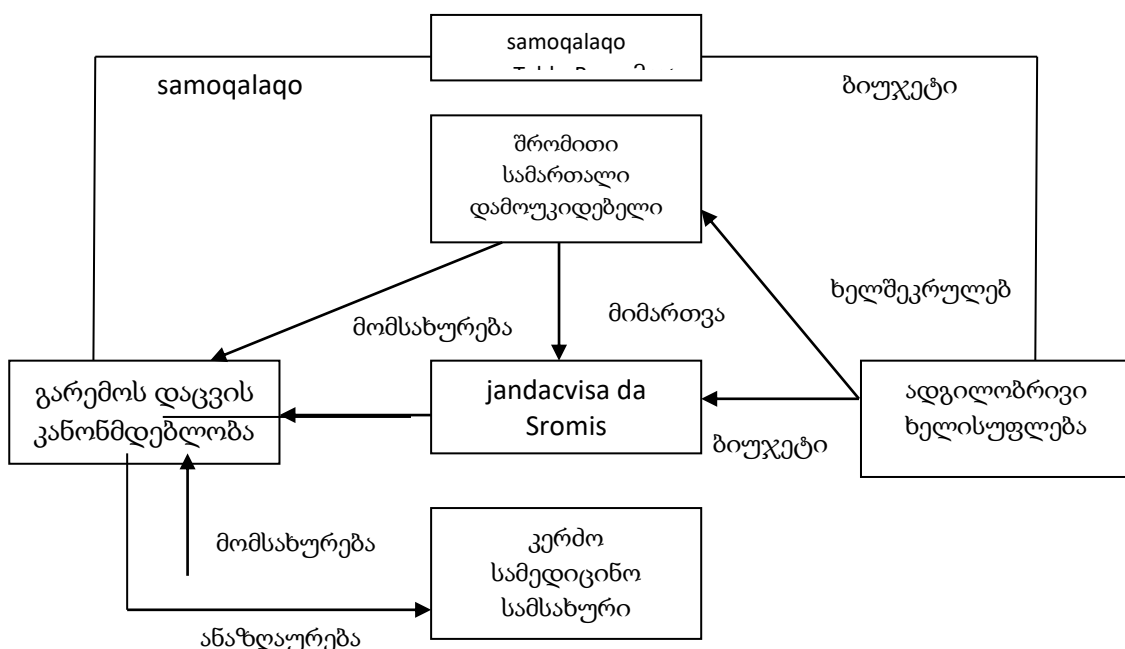 samoqalaqo
samoqalaqo
ბიუჯეტი
შრომითი
სამართალი
დამოუკიდებელი
ხელშეკრულებ
მომსახურება
მიმართვა
გარემოს დაცვის
კანონმდებლობა
jandacvisa da
Sromis
ადგილობრივი
ხელისუფლება
ბიუჯეტი
მომსახურება
კერძო
სამედიცინო
სამსახური
ანაზღაურება